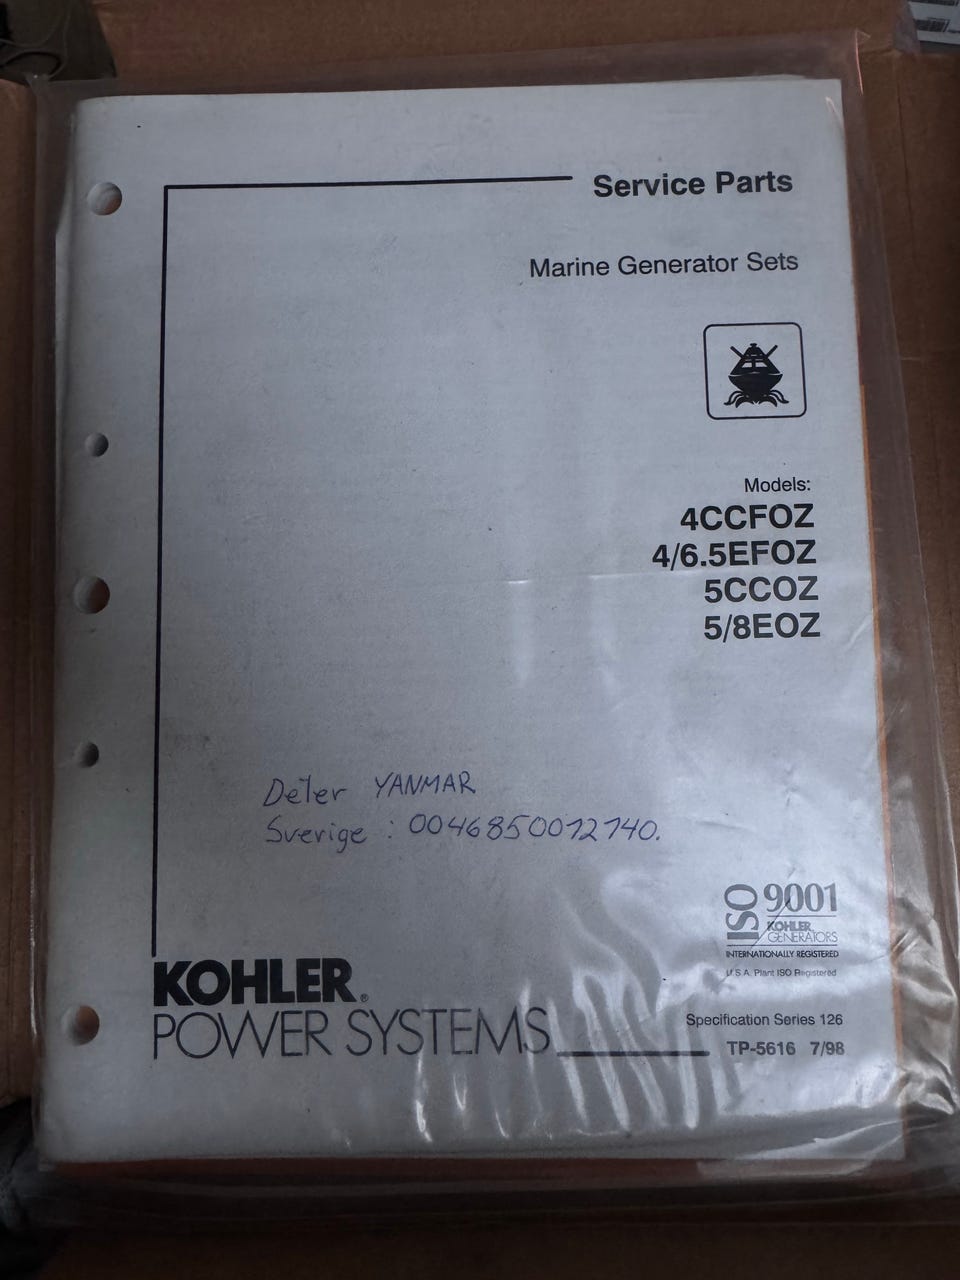 Service Parts
Marine Generator Sets
Models:
4CCFOZ
4/6.5EFOZ
5CCOZ
5/8EOZ
Deler YANMAR
Sverige : 0046850012140.
ISO 9001
KOHLER
GENERATORS
INTERNATIONALLY REGISTERED
U.S.A. Plant ISO Registered
KOHLER®
POWER SYSTEMS
Specification Series 126
TP-5616 7/98